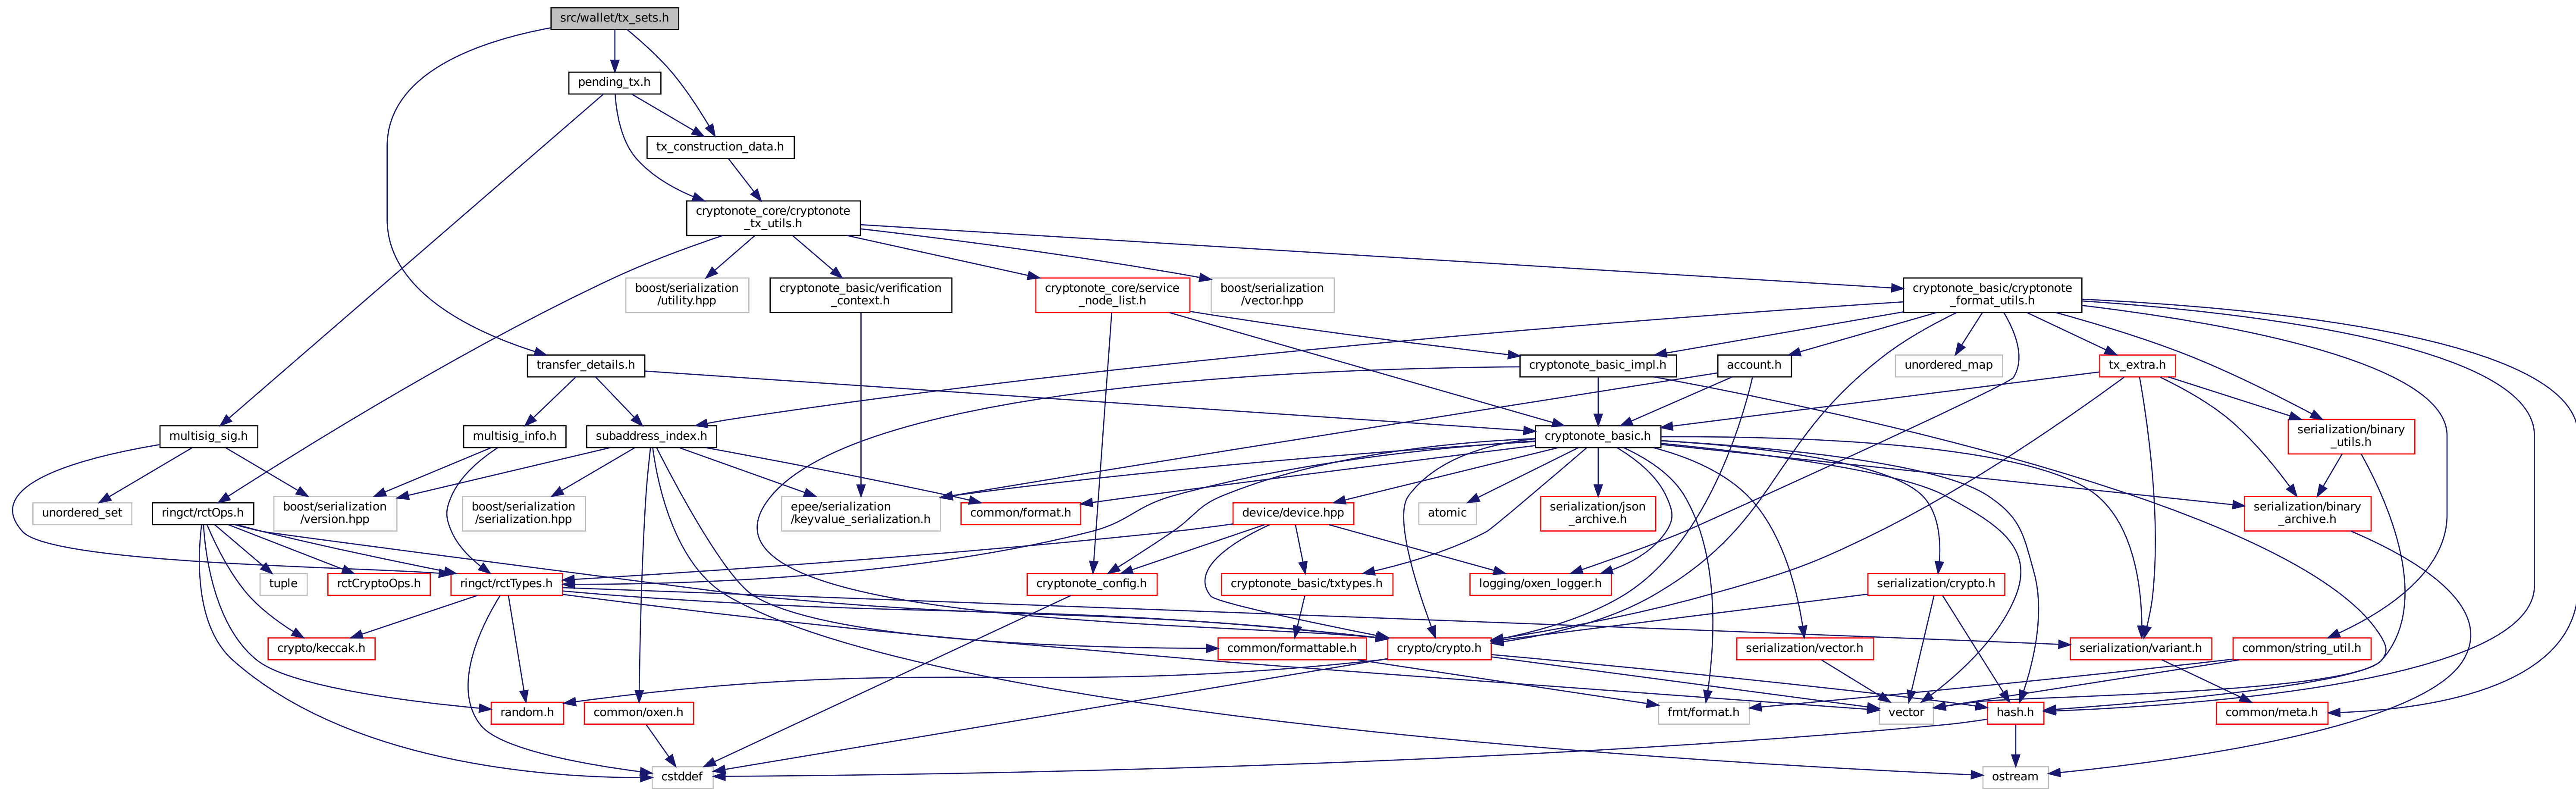 src/wallet/tx_sets.h
pending_tx.h
tx_construction_data.h
cryptonote_core/cryptonote
_tx_utils.h
boost/serialization
/utility.hpp
cryptonote_basic/verification
_context.h
cryptonote_core/service
_node_list.h
boost/serialization
/vector.hpp
cryptonote_basic/cryptonote
_format_utils.h
transfer_details.h
cryptonote_basic_impl.h
account.h
unordered_map
tx_extra.h
multisig_sig.h
multisig_info.h
subaddress_index.h
cryptonote_basic.h
serialization/binary
_utils.h
unordered_set
ringct/rctOps.h
boost/serialization
/version.hpp
boost/serialization
/serialization.hpp
epee/serialization
/keyvalue_serialization.h
common/format.h
device/device.hpp
atomic
serialization/json
_archive.h
serialization/binary
_archive.h
tuple
rctCryptoOps.h
ringct/rctTypes.h
cryptonote_config.h
cryptonote_basic/txtypes.h
logging/oxen_logger.h
serialization/crypto.h
crypto/keccak.h
common/formattable.h
crypto/crypto.h
serialization/vector.h
serialization/variant.h
common/string_util.h
random.h
common/oxen.h
fmt/format.h
vector
hash.h
common/meta.h
cstddef
ostream